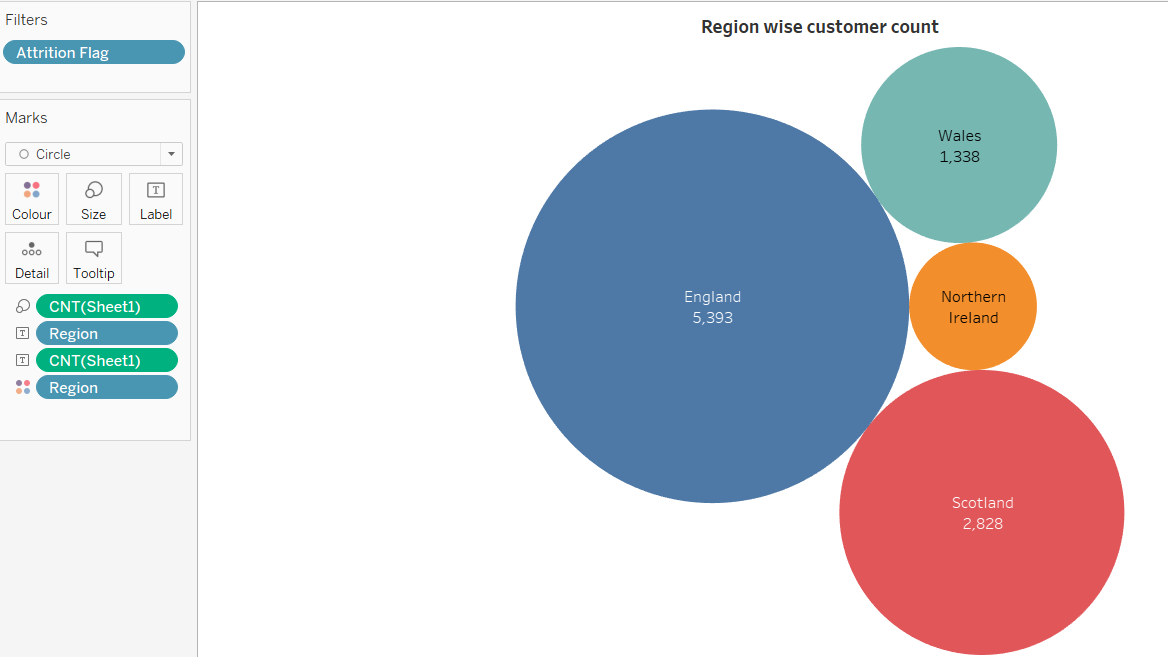 Filters
Attrition Flag
Marks
Circle
Colour
Size
T
Label
Detail
Tooltip
CNT(Sheet1)
T
Region
T
CNT(Sheet1)
Region
Region wise customer count
Wales
1,338
England
5,393
Northern
Ireland
Scotland
2,828